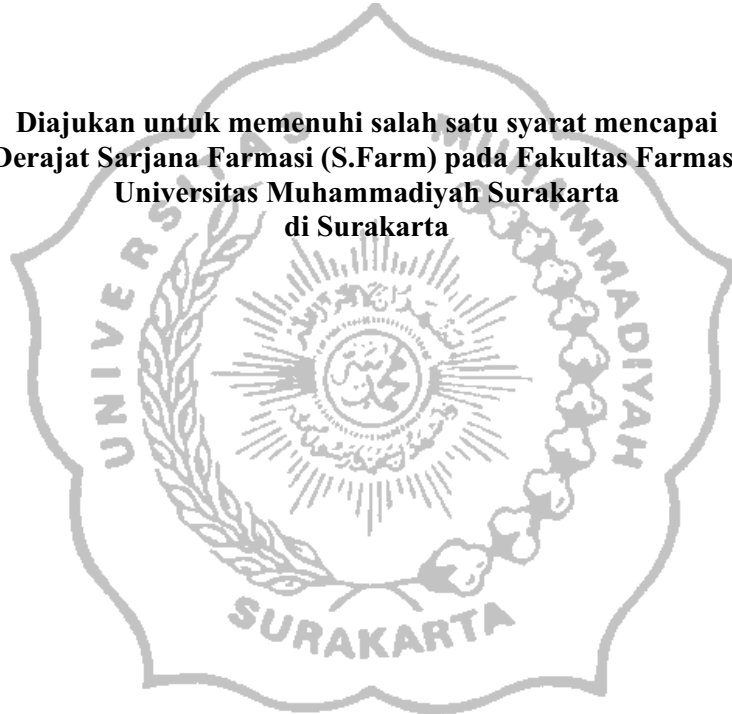 Diajukan untuk memenuhi salah satu syarat mencapai
Derajat Sarjana Farmasi (S.Farm) pada Fakultas Farmas
Universitas Muhammadiyah Surakarta
di Surakarta
UNIVERSITAS MUHAMMADIYAH
SURAKARTA